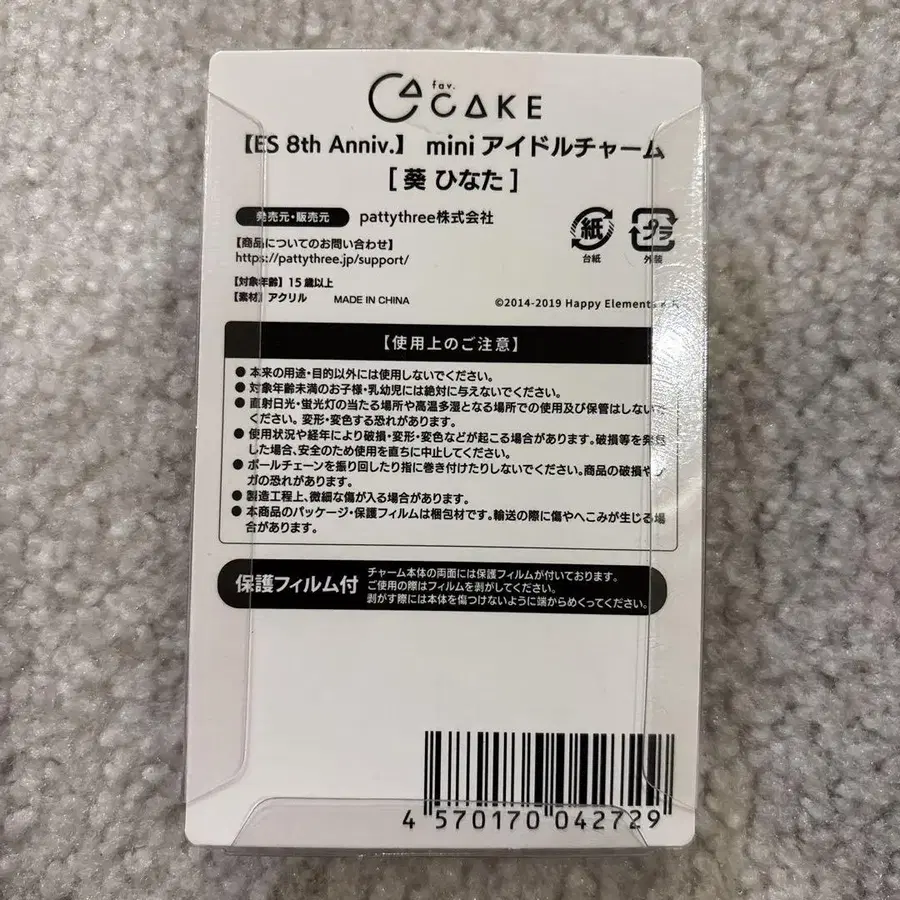 fav.
CAKE
【ES 8th Anniv.】 mini アイドルチャーム
[ 葵 ひなた ]
発売元・販売元 pattythree株式会社
紙 プラ
台紙 外装
【商品についてのお問い合わせ】
https://pattythree.jp/support/
【対象年齢】15歳以上
【素材】アクリル MADE IN CHINA
©2014-2019 Happy Elements K.K
【使用上のご注意】
● 本来の用途・目的以外には使用しないでください。
● 対象年齢未満のお子様・乳幼児には絶対に与えないでください。
● 直射日光・蛍光灯の当たる場所や高温多湿となる場所での使用及び保管はしないで
ください。変形・変色する恐れがあります。
● 使用状況や経年により破損・変形・変色などが起こる場合があります。破損等を発見
した場合、安全のため使用を直ちに中止してください。
● ボールチェーンを振り回したり指に巻き付けたりしないでください。商品の破損やケ
ガの恐れがあります。
● 製造工程上、微細な傷が入る場合があります。
● 本商品のパッケージ・保護フィルムは梱包材です。輸送の際に傷やへこみが生じる場
合があります。
保護フィルム付
チャーム本体の両面には保護フィルムが付いております。
ご使用の際はフィルムを剥がしてください。
剥がす際には本体を傷つけないように端からめくってください。
4 570170 042729